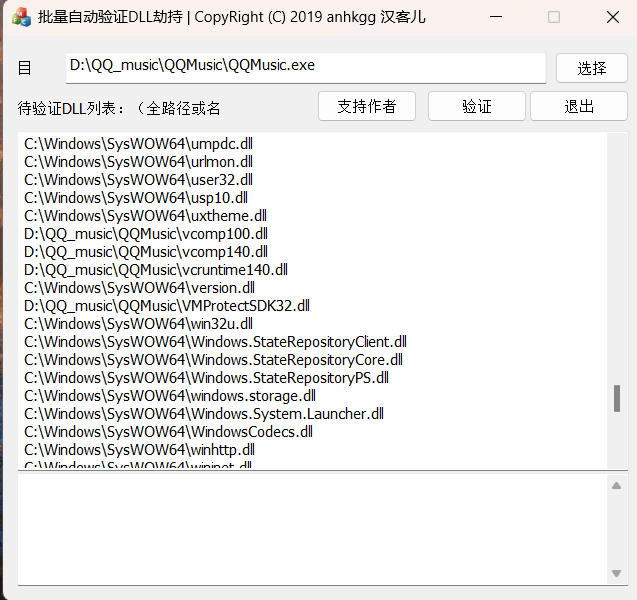 批量自动验证DLL劫持 | CopyRight (C) 2019 anhkgg 汉客儿
目 D:\QQ_music\QQMusic\QQMusic.exe 选择
待验证DLL列表：（全路径或名 支持作者 验证 退出
C:\Windows\SysWOW64\umpdc.dll
C:\Windows\SysWOW64\urlmon.dll
C:\Windows\SysWOW64\user32.dll
C:\Windows\SysWOW64\usp10.dll
C:\Windows\SysWOW64\uxtheme.dll
D:\QQ_music\QQMusic\vcomp100.dll
D:\QQ_music\QQMusic\vcomp140.dll
D:\QQ_music\QQMusic\vcruntime140.dll
C:\Windows\SysWOW64\version.dll
D:\QQ_music\QQMusic\VMProtectSDK32.dll
C:\Windows\SysWOW64\win32u.dll
C:\Windows\SysWOW64\Windows.StateRepositoryClient.dll
C:\Windows\SysWOW64\Windows.StateRepositoryCore.dll
C:\Windows\SysWOW64\Windows.StateRepositoryPS.dll
C:\Windows\SysWOW64\windows.storage.dll
C:\Windows\SysWOW64\Windows.System.Launcher.dll
C:\Windows\SysWOW64\WindowsCodecs.dll
C:\Windows\SysWOW64\winhttp.dll
C:\Windows\SysWOW64\wininet.dll